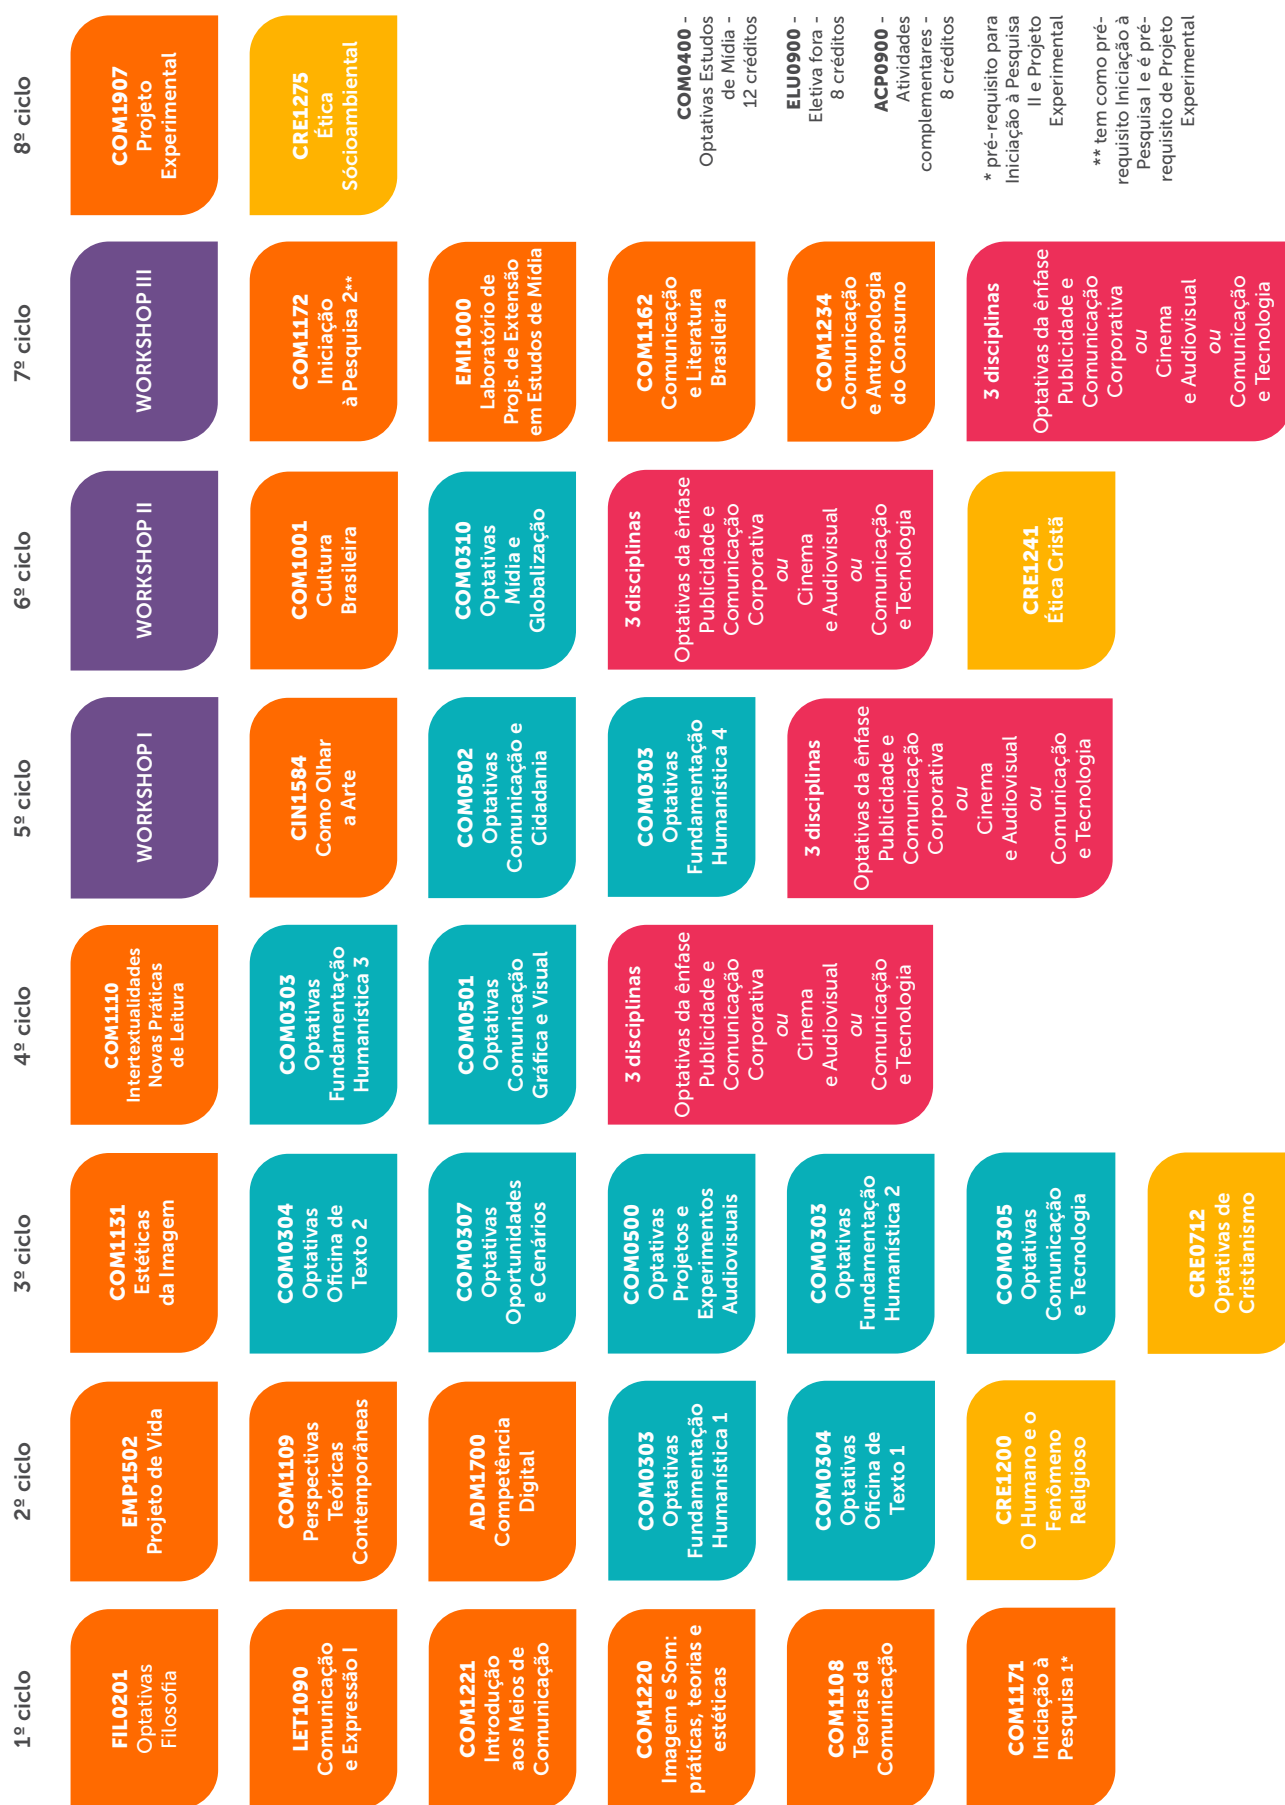 1º ciclo
FIL0201
Optativas
Filosofia
LET1090
Comunicação
e Expressão I
COM1221
Introdução
aos Meios de
Comunicação
COM1220
Imagem e Som:
práticas, teorias e
estéticas
COM1108
Teorias da
Comunicação
COM1171
Iniciação à
Pesquisa 1*
2º ciclo
EMP1502
Projeto de Vida
COM1109
Perspectivas
Teóricas
Contemporâneas
ADM1700
Competência
Digital
COM0303
Optativas
Fundamentação
Humanística 1
COM0304
Optativas
Oficina de
Texto 1
CRE1200
O Humano e o
Fenômeno
Religioso
3º ciclo
COM1131
Estéticas
da Imagem
COM0304
Optativas
Oficina de
Texto 2
COM0307
Optativas
Oportunidades
e Cenários
COM0500
Optativas
Projetos e
Experimentos
Audiovisuais
COM0303
Optativas
Fundamentação
Humanística 2
COM0305
Optativas
Comunicação
e Tecnologia
CRE0712
Optativas de
Cristianismo
4º ciclo
COM1110
Intertextualidades
Novas Práticas
de Leitura
COM0303
Optativas
Fundamentação
Humanística 3
COM0501
Optativas
Comunicação
Gráfica e Visual
3 disciplinas
Optativas da ênfase
Publicidade e
Comunicação
Corporativa
ou
Cinema
e Audiovisual
ou
Comunicação
e Tecnologia
5º ciclo
WORKSHOP I
CIN1584
Como Olhar
a Arte
COM0502
Optativas
Comunicação e
Cidadania
COM0303
Optativas
Fundamentação
Humanística 4
3 disciplinas
Optativas da ênfase
Publicidade e
Comunicação
Corporativa
ou
Cinema
e Audiovisual
ou
Comunicação
e Tecnologia
6º ciclo
WORKSHOP II
COM1001
Cultura
Brasileira
COM0310
Optativas
Mídia e
Globalização
3 disciplinas
Optativas da ênfase
Publicidade e
Comunicação
Corporativa
ou
Cinema
e Audiovisual
ou
Comunicação
e Tecnologia
CRE1241
Ética Cristã
7º ciclo
WORKSHOP III
COM1172
Iniciação
à Pesquisa 2**
EMI1000
Laboratório de
Projs. de Extensão
em Estudos de Mídia
COM1162
Comunicação
e Literatura
Brasileira
COM1234
Comunicação
e Antropologia
do Consumo
3 disciplinas
Optativas da ênfase
Publicidade e
Comunicação
Corporativa
ou
Cinema
e Audiovisual
ou
Comunicação
e Tecnologia
8º ciclo
COM1907
Projeto
Experimental
CRE1275
Ética
Sócioambiental
COM0400 -
Optativas Estudos
de Mídia -
12 créditos
ELU0900 -
Eletiva fora -
8 créditos
ACP0900 -
Atividades
complementares -
8 créditos
* pré-requisito para
Iniciação à Pesquisa
II e Projeto
Experimental
** tem como pré-
requisito Iniciação à
Pesquisa I e é pré-
requisito de Projeto
Experimental